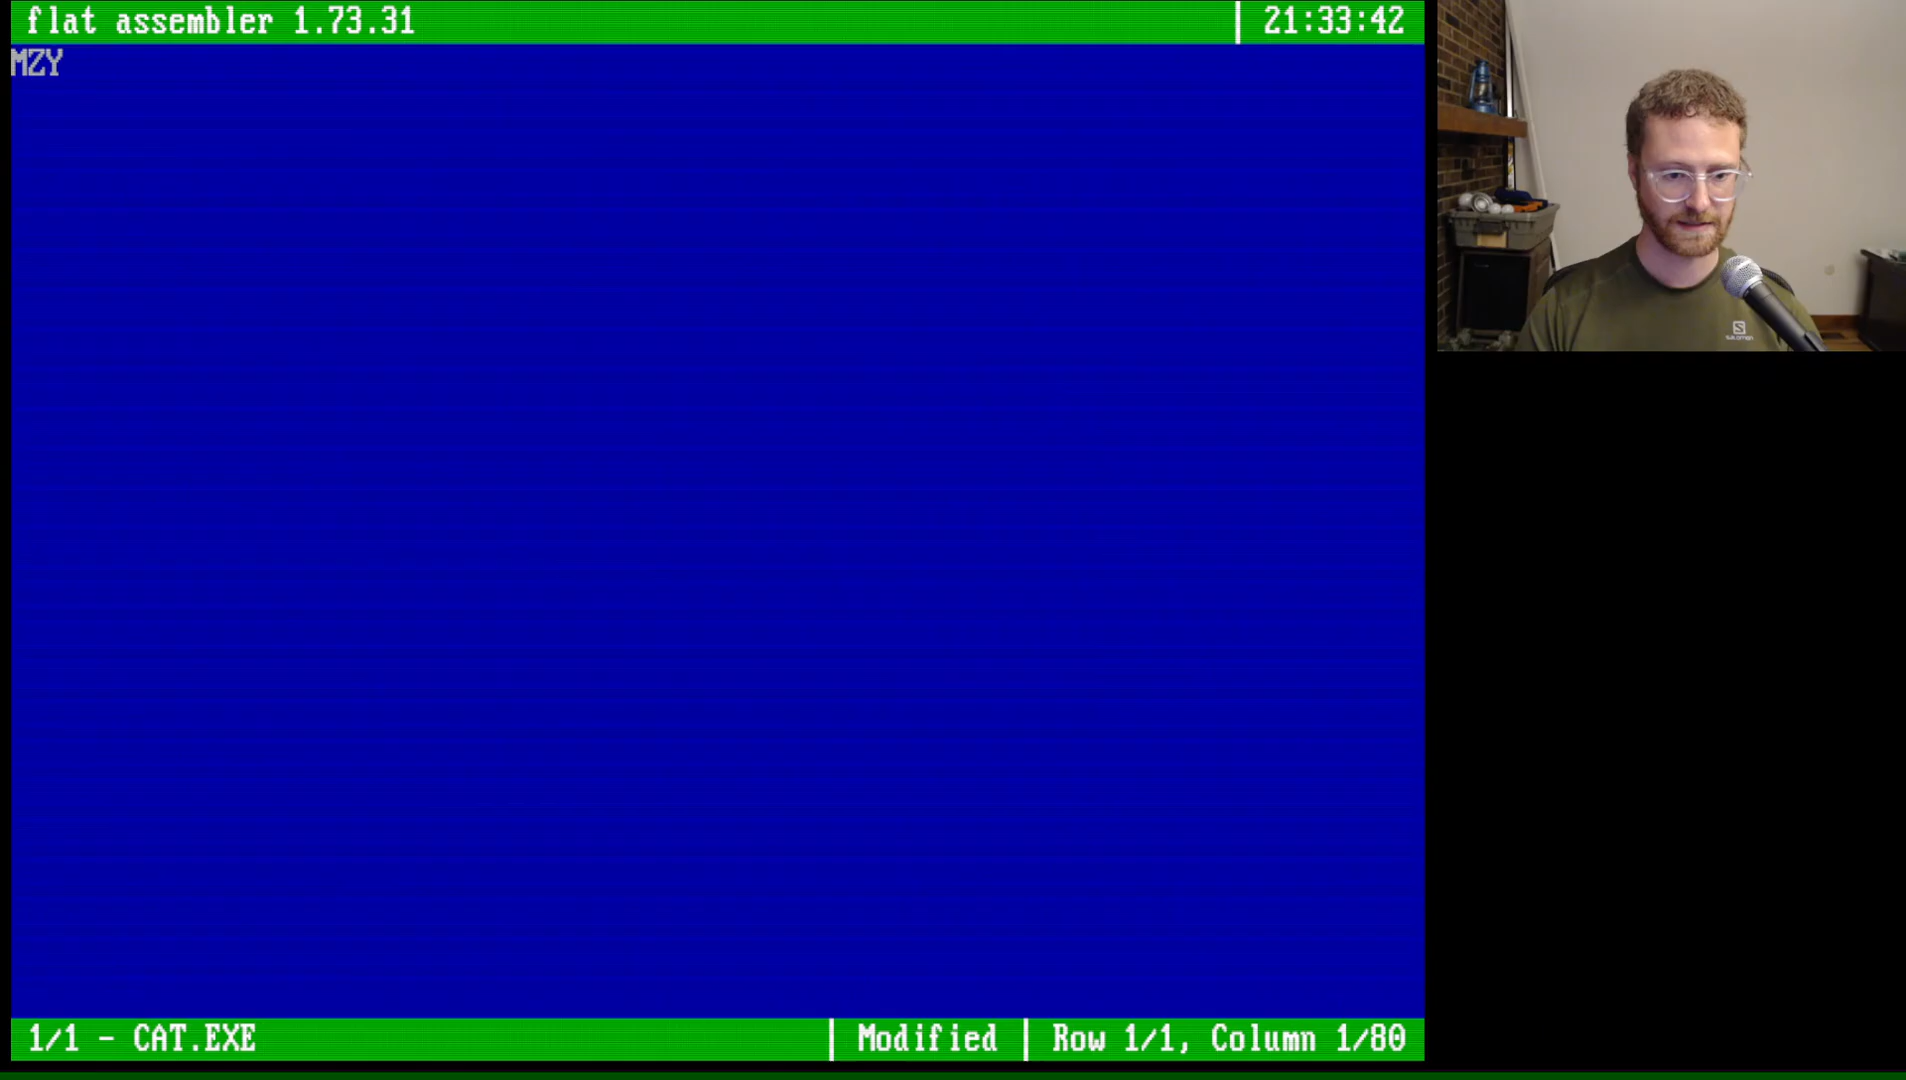 flat assembler 1.73.31
21:33:42
MZY
S
salomon
1/1 - CAT.EXE
Modified
Row 1/1, Column 1/80